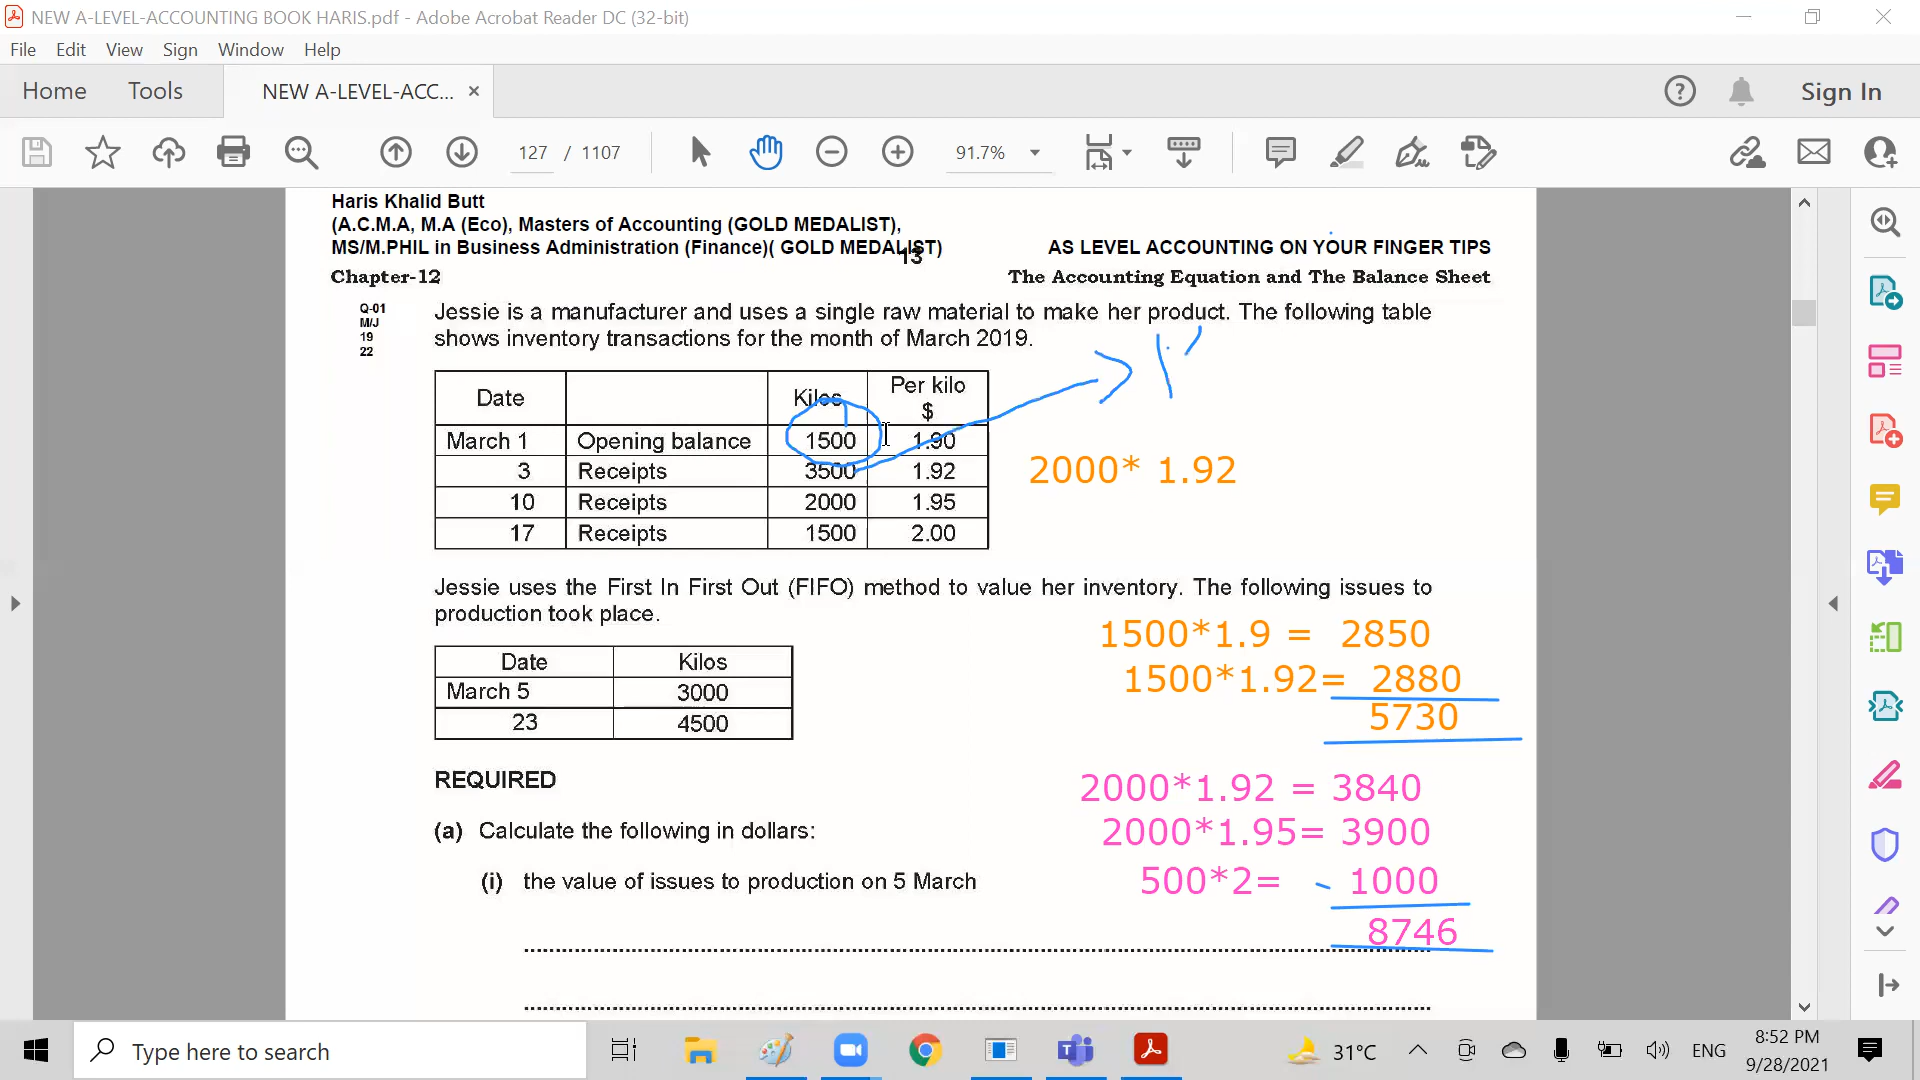 NEW A-LEVEL-ACCOUNTING BOOK HARIS.pdf - Adobe Acrobat Reader DC (32-bit)
File Edit View Sign Window Help
Home Tools NEW A-LEVEL-ACC... × Sign In
127 / 1107 91.7%
Haris Khalid Butt
(A.C.M.A, M.A (Eco), Masters of Accounting (GOLD MEDALIST),
MS/M.PHIL in Business Administration (Finance)( GOLD MEDALIST) AS LEVEL ACCOUNTING ON YOUR FINGER TIPS
13
Chapter-12 The Accounting Equation and The Balance Sheet
Q-01
M/J
19
22
Jessie is a manufacturer and uses a single raw material to make her product. The following table
shows inventory transactions for the month of March 2019.
Date Kilos Per kilo
$
March 1 Opening balance 1500 1.90
3 Receipts 3500 1.92
10 Receipts 2000 1.95
17 Receipts 1500 2.00
2000* 1.92
Jessie uses the First In First Out (FIFO) method to value her inventory. The following issues to
production took place.
Date Kilos
March 5 3000
23 4500
1500*1.9 = 2850
1500*1.92= 2880
5730
REQUIRED
(a) Calculate the following in dollars:
(i) the value of issues to production on 5 March
2000*1.92 = 3840
2000*1.95= 3900
500*2= 1000
8746
Type here to search
31°C ENG 8:52 PM
9/28/2021